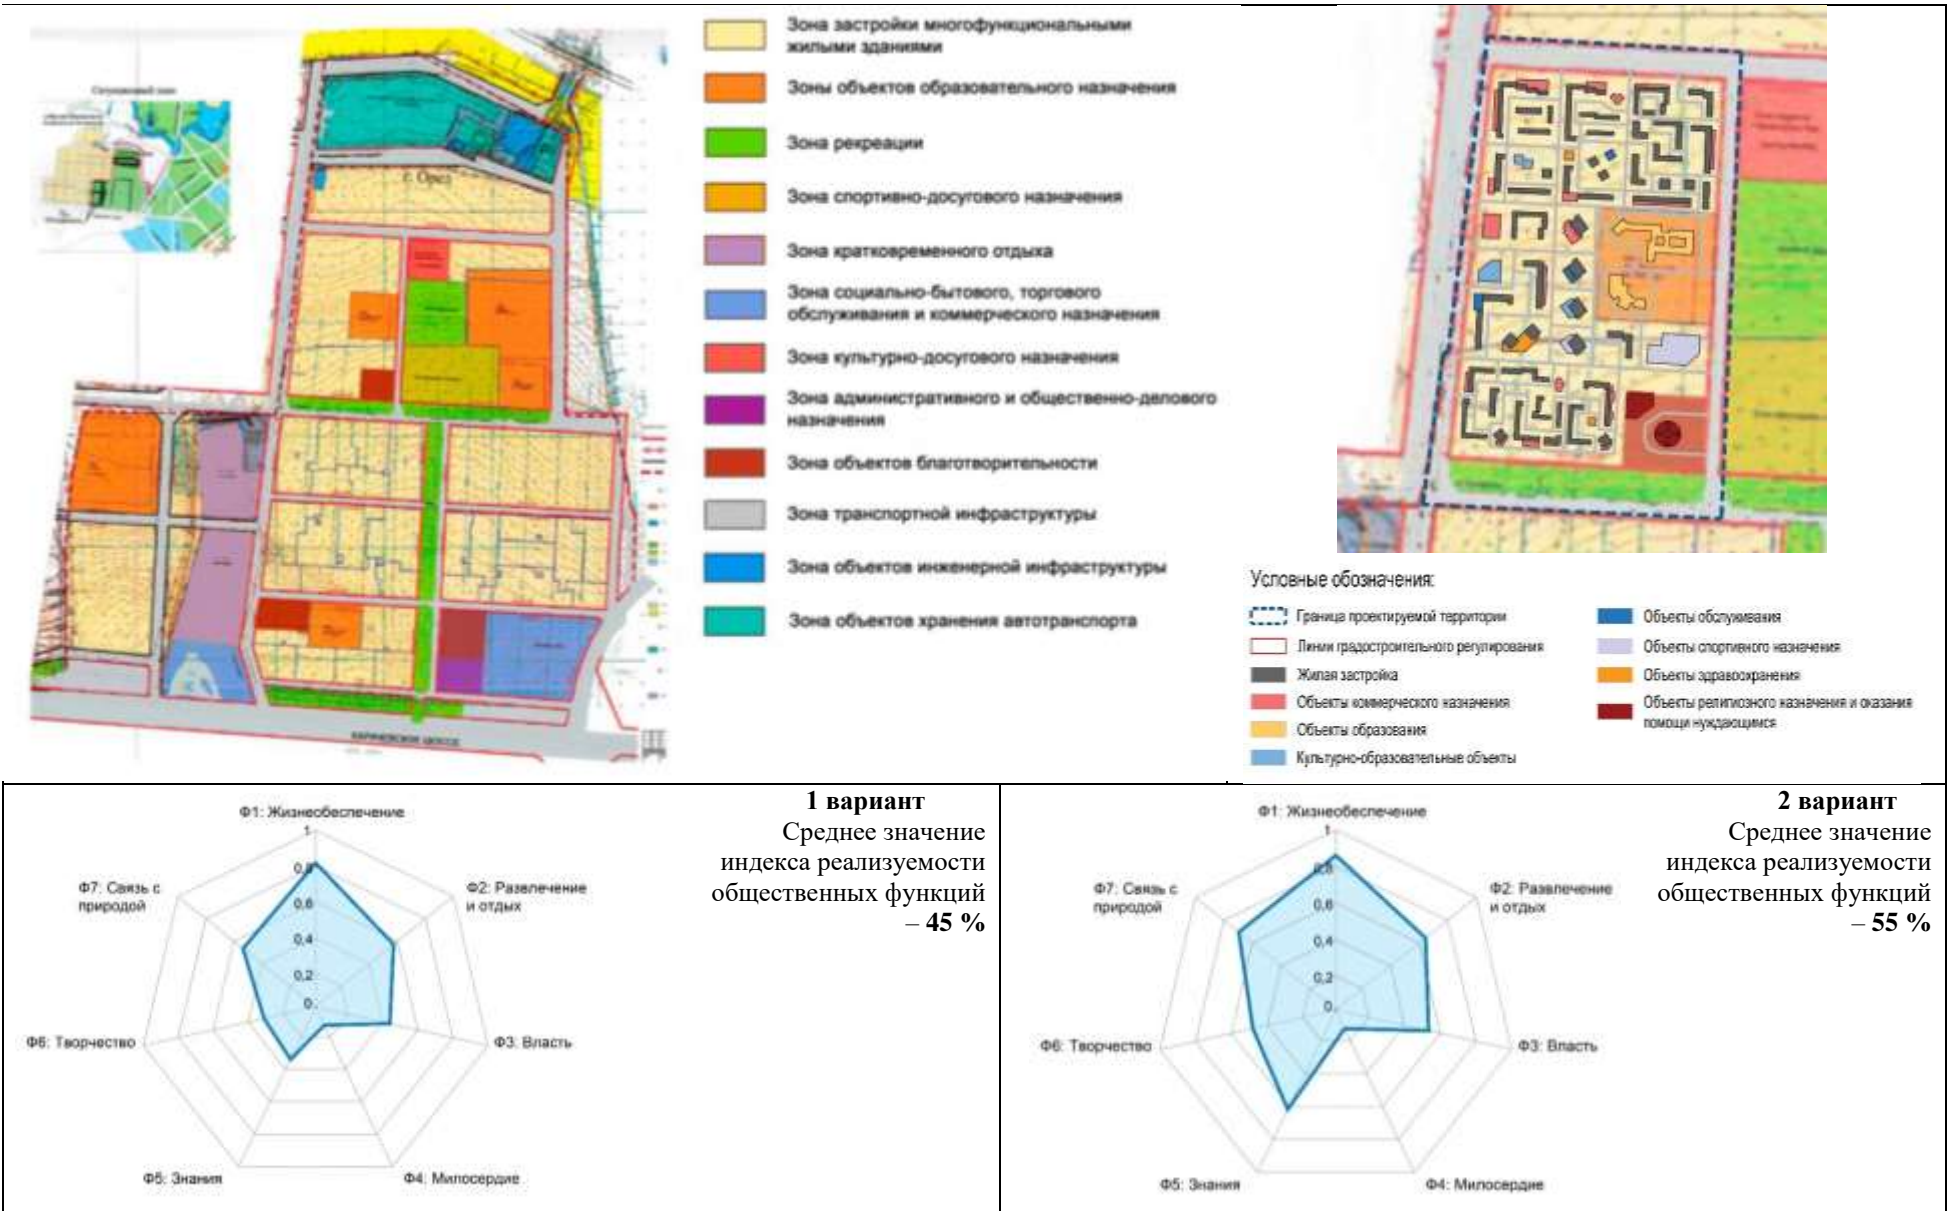 Зона застройки многофункциональными
жилыми зданиями
Зоны объектов образовательного назначения
Зона рекреации
Зона спортивно-досугового назначения
Зона кратковременного отдыха
Зона социально-бытового, торгового
обслуживания и коммерческого назначения
Зона культурно-досугового назначения
Зона административного и общественно-делового
назначения
Зона объектов благотворительности
Зона транспортной инфраструктуры
Зона объектов инженерной инфраструктуры
Зона объектов хранения автотранспорта
г. Орел
Условные обозначения:
Граница проектируемой территории
Линии градостроительного регулирования
Жилая застройка
Объекты коммерческого назначения
Объекты образования
Культурно-образовательные объекты
Объекты обслуживания
Объекты спортивного назначения
Объекты здравоохранения
Объекты религиозного назначения и оказания
помощи нуждающимся
1 вариант
Среднее значение
индекса реализуемости
общественных функций
– 45 %
Ф1: Жизнеобеспечение
Ф2: Развлечение
и отдых
Ф3: Власть
Ф4: Милосердие
Ф5: Знания
Ф6: Творчество
Ф7: Связь с
природой
1
0,8
0,6
0,4
0,2
0
2 вариант
Среднее значение
индекса реализуемости
общественных функций
– 55 %
Ф1: Жизнеобеспечение
Ф2: Развлечение
и отдых
Ф3: Власть
Ф4: Милосердие
Ф5: Знания
Ф6: Творчество
Ф7: Связь с
природой
1
0,8
0,6
0,4
0,2
0